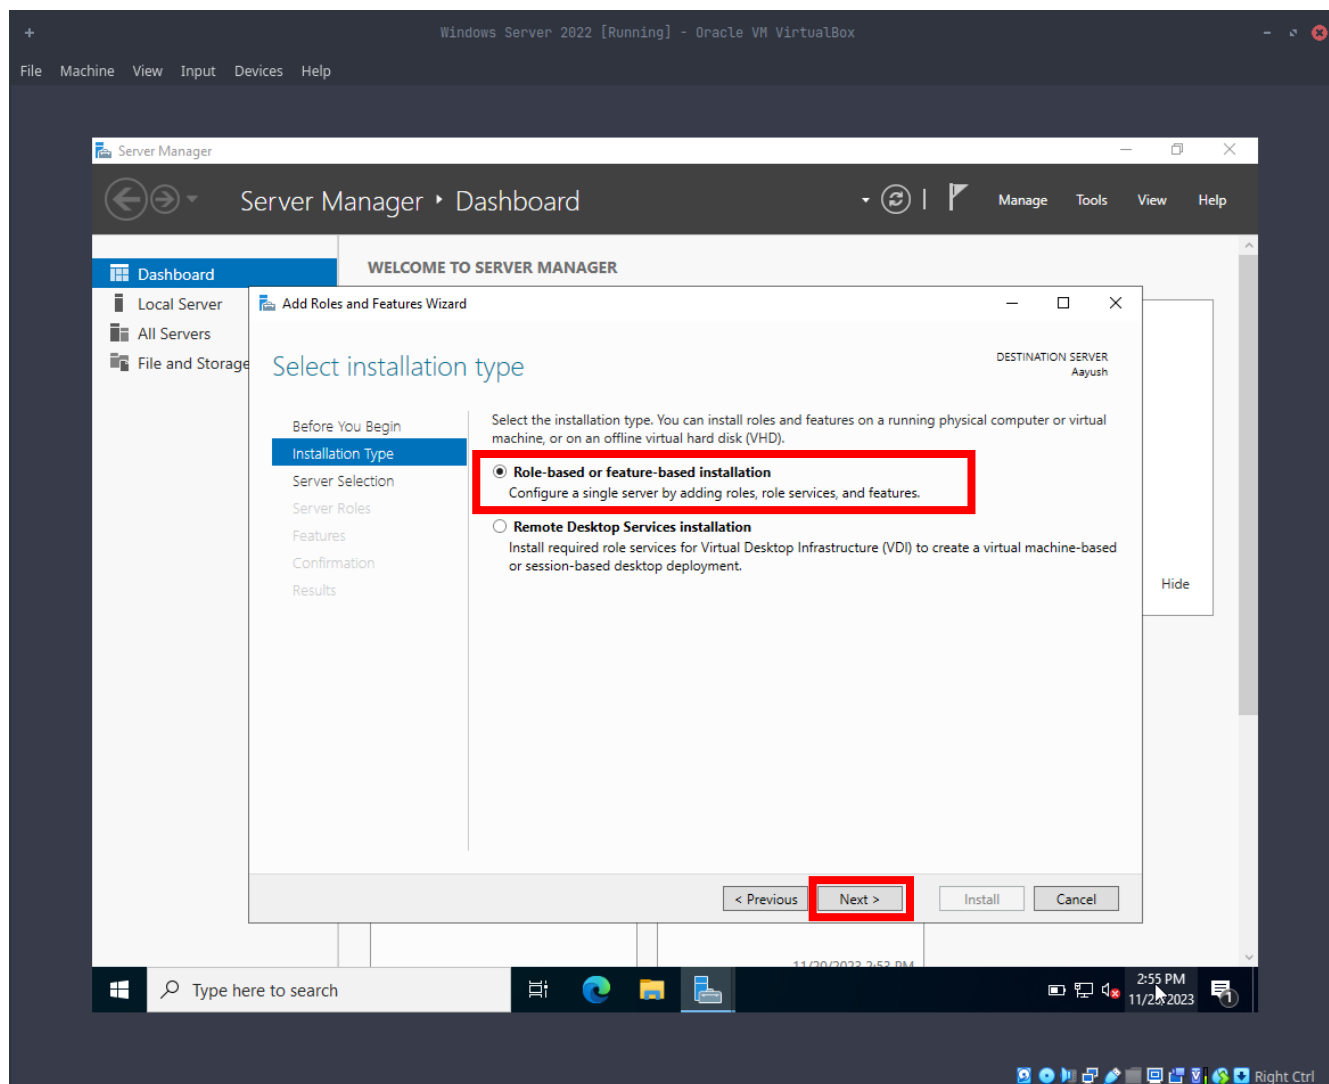 Windows Server 2022 [Running] - Oracle VM VirtualBox
File Machine View Input Devices Help
Server Manager
Server Manager ‣ Dashboard
Manage Tools View Help
Dashboard
Local Server
All Servers
File and Storage
WELCOME TO SERVER MANAGER
Add Roles and Features Wizard
Select installation type
DESTINATION SERVER
Aayush
Before You Begin
Installation Type
Server Selection
Server Roles
Features
Confirmation
Results
Select the installation type. You can install roles and features on a running physical computer or virtual
machine, or on an offline virtual hard disk (VHD).
Role-based or feature-based installation
Configure a single server by adding roles, role services, and features.
Remote Desktop Services installation
Install required role services for Virtual Desktop Infrastructure (VDI) to create a virtual machine-based
or session-based desktop deployment.
Hide
< Previous Next > Install Cancel
11/20/2023 2:53 PM
Type here to search
2:55 PM
1
Right Ctrl